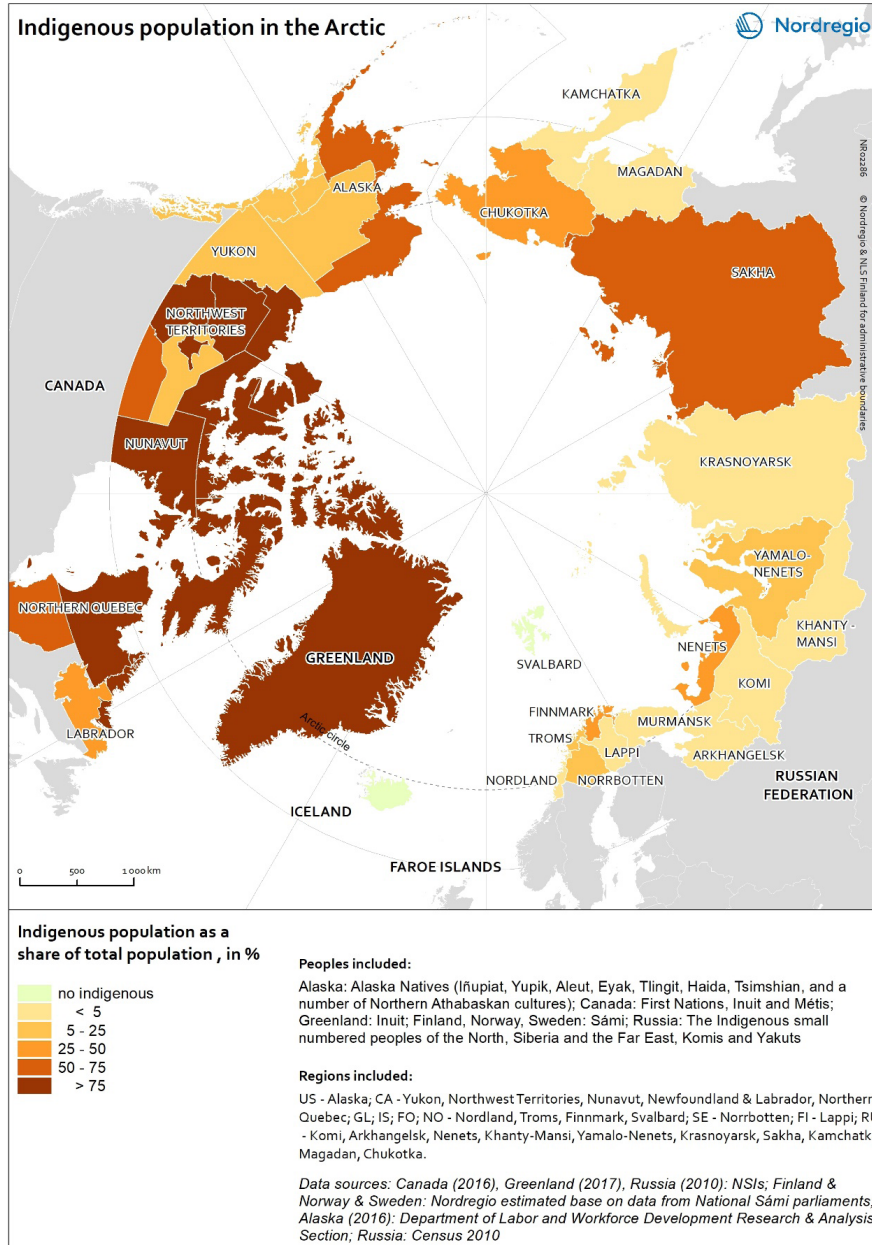 Indigenous population in the Arctic
Nordregio
NR02286 © Nordregio & NLS Finland for administrative boundaries
KAMCHATKA
MAGADAN
ALASKA
CHUKOTKA
YUKON
SAKHA
NORTHWEST
TERRITORIES
CANADA
NUNAVUT
KRASNOYARSK
YAMALO-
NENETS
NORTHERN QUEBEC
KHANTY -
MANSI
NENETS
GREENLAND
SVALBARD
KOMI
FINNMARK
MURMANSK
LABRADOR
Arctic circle
TROMS
LAPPI
ARKHANGELSK
NORDLAND
NORRBOTTEN
RUSSIAN
FEDERATION
ICELAND
FAROE ISLANDS
0 500 1 000 km
Indigenous population as a
share of total population , in %
no indigenous
< 5
5 - 25
25 - 50
50 - 75
> 75
Peoples included:
Alaska: Alaska Natives (Iñupiat, Yupik, Aleut, Eyak, Tlingit, Haida, Tsimshian, and a
number of Northern Athabaskan cultures); Canada: First Nations, Inuit and Métis;
Greenland: Inuit; Finland, Norway, Sweden: Sámi; Russia: The Indigenous small
numbered peoples of the North, Siberia and the Far East, Komis and Yakuts
Regions included:
US - Alaska; CA - Yukon, Northwest Territories, Nunavut, Newfoundland & Labrador, Northern
Quebec; GL; IS; FO; NO - Nordland, Troms, Finnmark, Svalbard; SE - Norrbotten; FI - Lappi; RU
- Komi, Arkhangelsk, Nenets, Khanty-Mansi, Yamalo-Nenets, Krasnoyarsk, Sakha, Kamchatk
Magadan, Chukotka.
Data sources: Canada (2016), Greenland (2017), Russia (2010): NSIs; Finland &
Norway & Sweden: Nordregio estimated base on data from National Sámi parliaments,
Alaska (2016): Department of Labor and Workforce Development Research & Analysis
Section; Russia: Census 2010